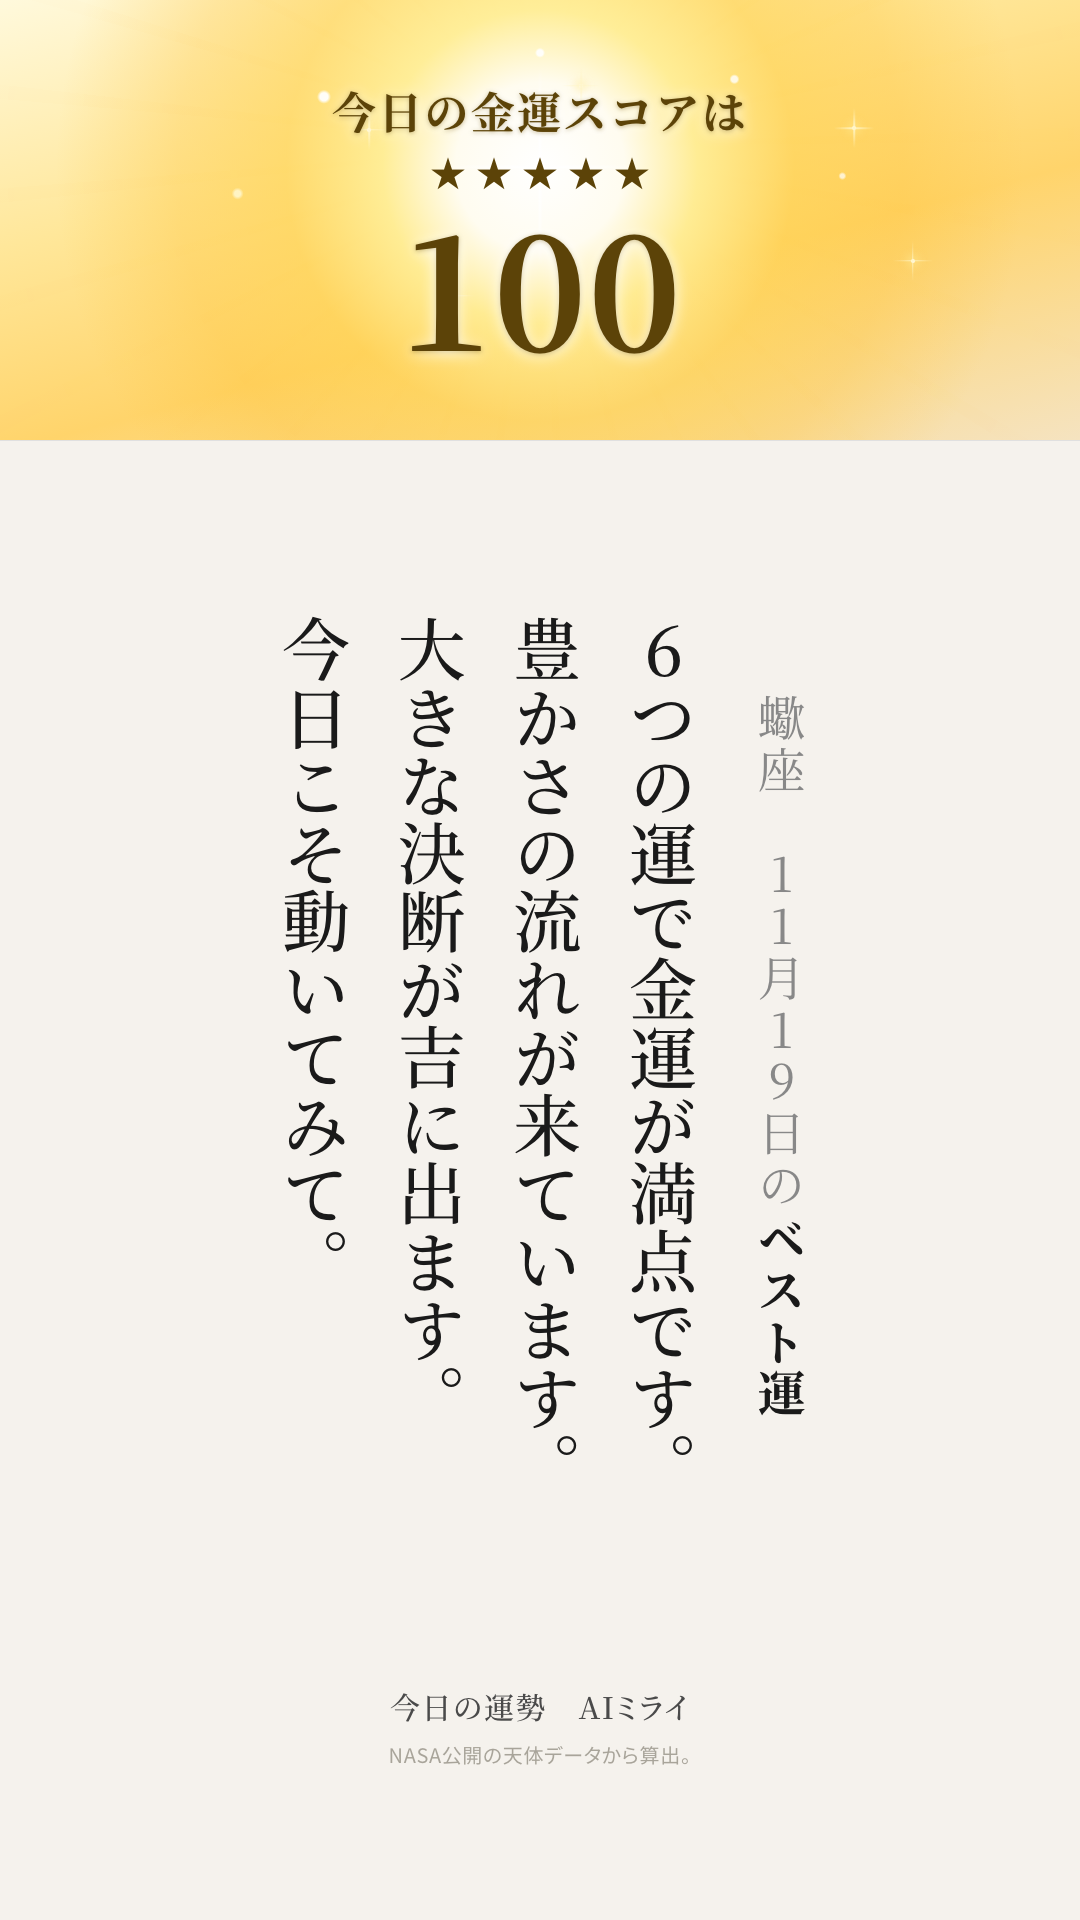 今日の金運スコアは
★★★★★
100
蠍座　11月19日のベスト運
6つの運で金運が満点です。
豊かさの流れが来ています。
大きな決断が吉に出ます。
今日こそ動いてみて。
今日の運勢　AIミライ
NASA公開の天体データから算出。